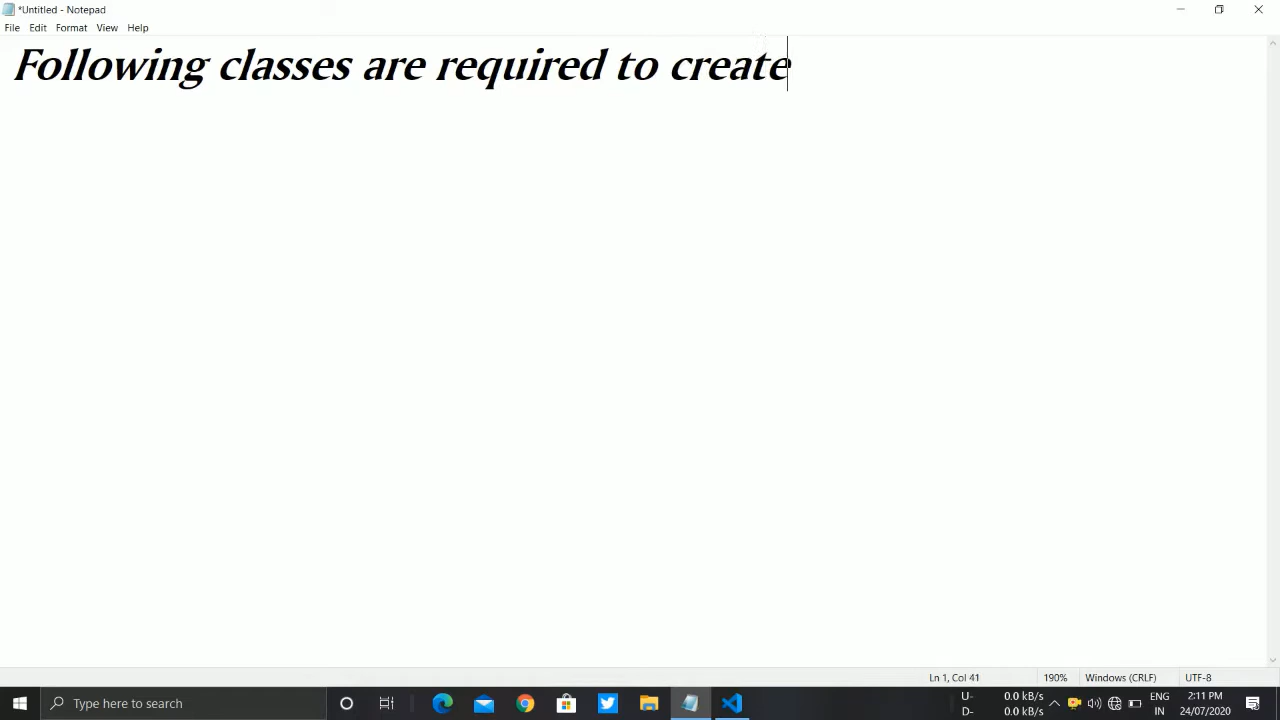 *Untitled - Notepad
File Edit Format View Help
Following classes are required to create
Ln 1, Col 41 190% Windows (CRLF) UTF-8
Type here to search
U- 0.0 kB/s
D- 0.0 kB/s
ENG
IN
2:11 PM
24/07/2020